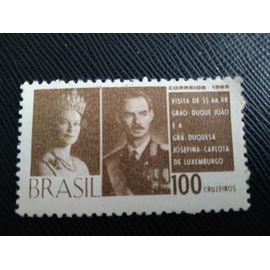 CORREIOS 1965
VISITA DE SS AA RR
GRÃO-DUQUE JOÃO
E A
GRÃ-DUQUESA
JOSEFINA-CARLOTA
DE LUXEMBURGO
BRASIL
100
CRUZEIROS